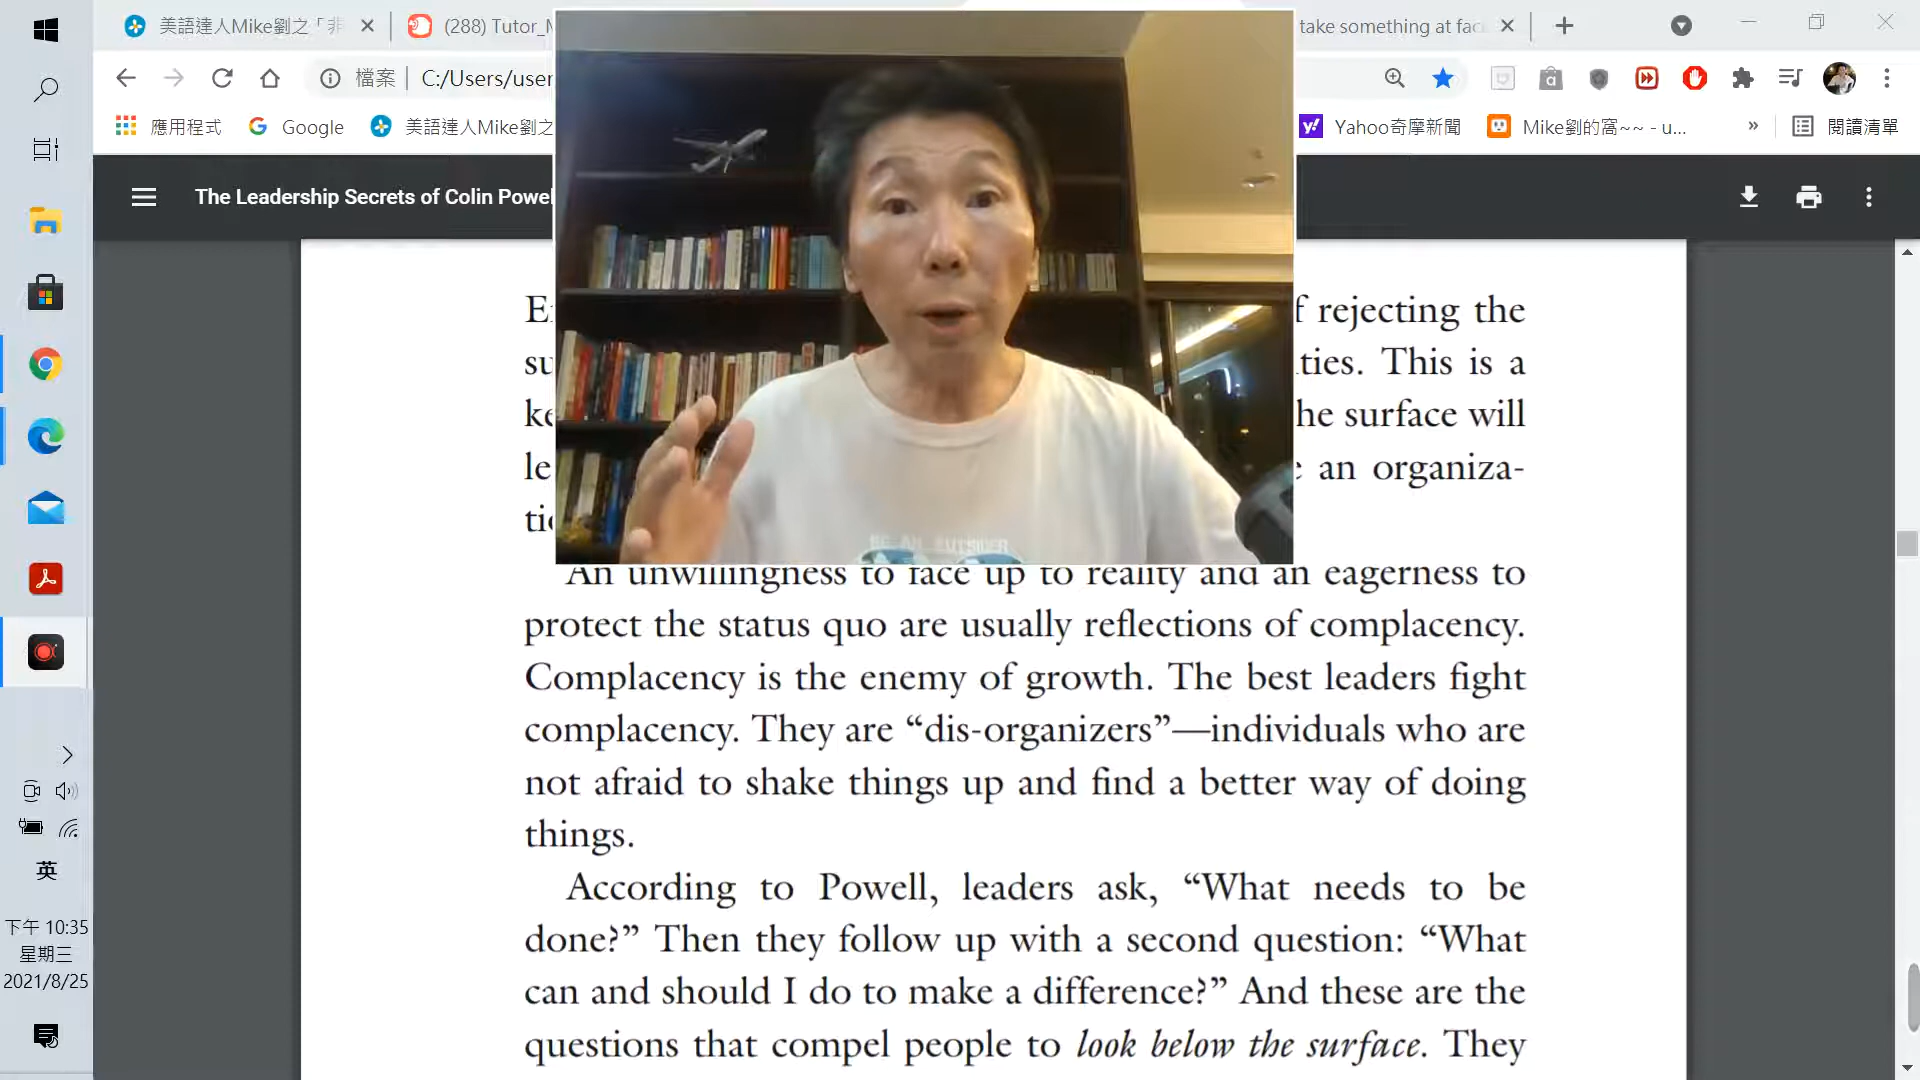 美語達人Mike劉之「非
(288) Tutor_M
take something at fac
檔案
C:/Users/user
應用程式
Google
美語達人Mike劉之
Yahoo奇摩新聞
Mike劉的窩~~ - u...
»
閱讀清單
The Leadership Secrets of Colin Powel
rejecting the
ties. This is a
he surface will
an organiza-
BE AN OUTSIDER
An unwillingness to face up to reality and an eagerness to
protect the status quo are usually reflections of complacency.
Complacency is the enemy of growth. The best leaders fight
complacency. They are “dis-organizers”—individuals who are
not afraid to shake things up and find a better way of doing
things.
According to Powell, leaders ask, “What needs to be
done?” Then they follow up with a second question: “What
can and should I do to make a difference?” And these are the
questions that compel people to look below the surface. They
英
下午 10:35
星期三
2021/8/25